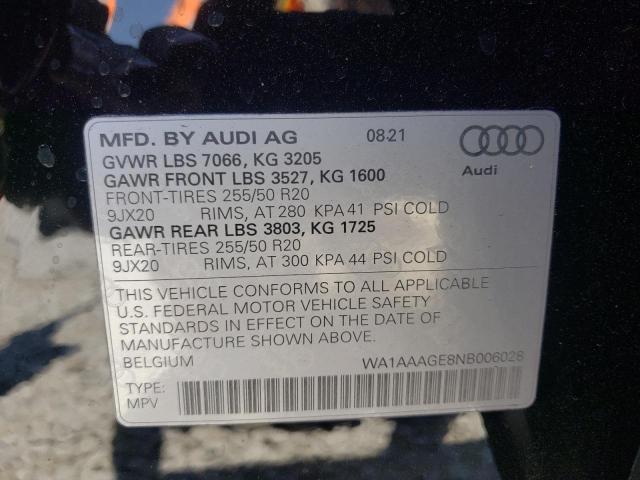 MFD. BY AUDI AG 08-21
GVWR LBS 7066, KG 3205
GAWR FRONT LBS 3527, KG 1600
FRONT-TIRES 255/50 R20
9JX20 RIMS, AT 280 KPA 41 PSI COLD
GAWR REAR LBS 3803, KG 1725
REAR-TIRES 255/50 R20
9JX20 RIMS, AT 300 KPA 44 PSI COLD
Audi
THIS VEHICLE CONFORMS TO ALL APPLICABLE
U.S. FEDERAL MOTOR VEHICLE SAFETY
STANDARDS IN EFFECT ON THE DATE OF
MANUFACTURE SHOWN ABOVE.
BELGIUM WA1AAAGE8NB006028
TYPE:
MPV